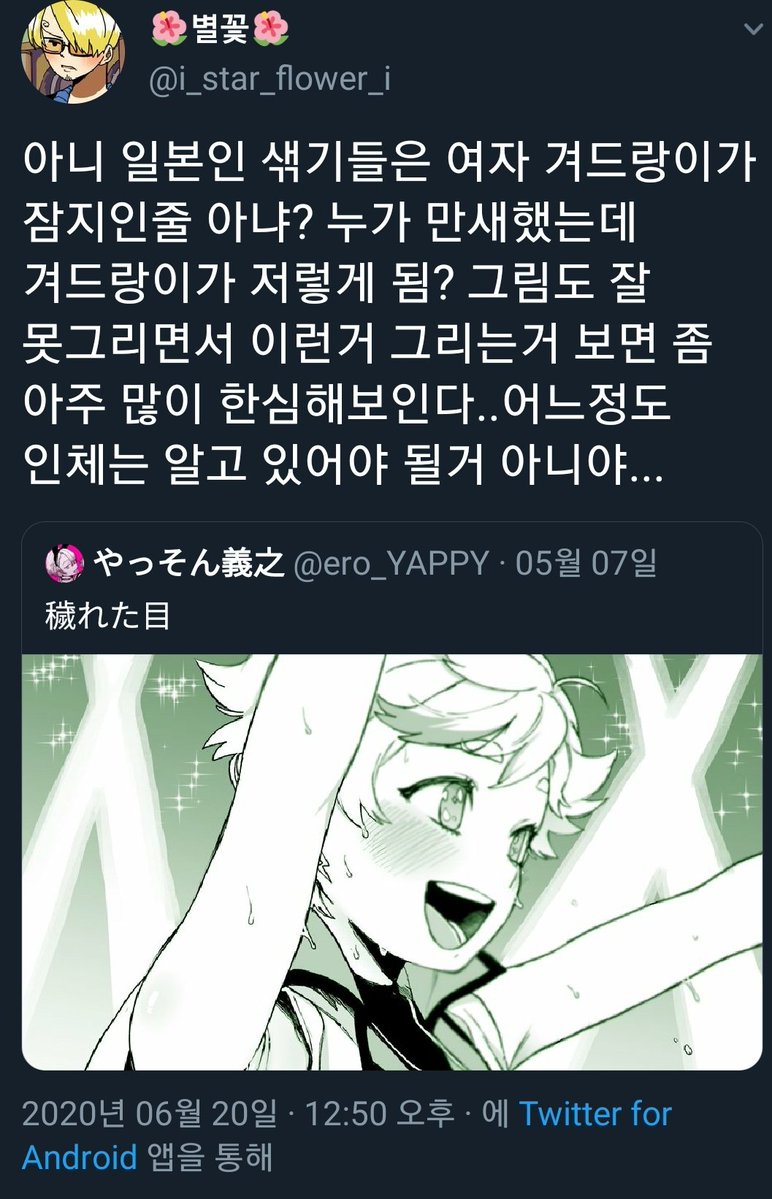 🌺별꽃🌺
@i_star_flower_i
아니 일본인 섺기들은 여자 겨드랑이가
잠지인줄 아냐? 누가 만새했는데
겨드랑이가 저렇게 됨? 그림도 잘
못그리면서 이런거 그리는거 보면 좀
아주 많이 한심해보인다..어느정도
인체는 알고 있어야 될거 아니야...
やっそん義之 @ero_YAPPY · 05월 07일
穢れた目
2020년 06월 20일 · 12:50 오후 · 에 Twitter for
Android 앱을 통해